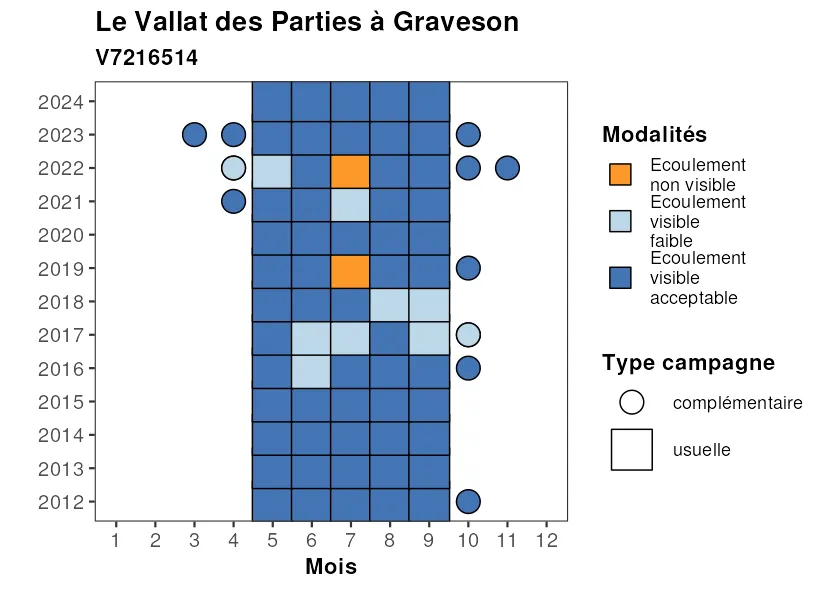 Le Vallat des Parties à Graveson
V7216514
2024
2023
2022
2021
2020
2019
2018
2017
2016
2015
2014
2013
2012
1 2 3 4 5 6 7 8 9 10 11 12
Mois
Modalités
Ecoulement
non visible
Ecoulement
visible
faible
Ecoulement
visible
acceptable
Type campagne
complémentaire
usuelle